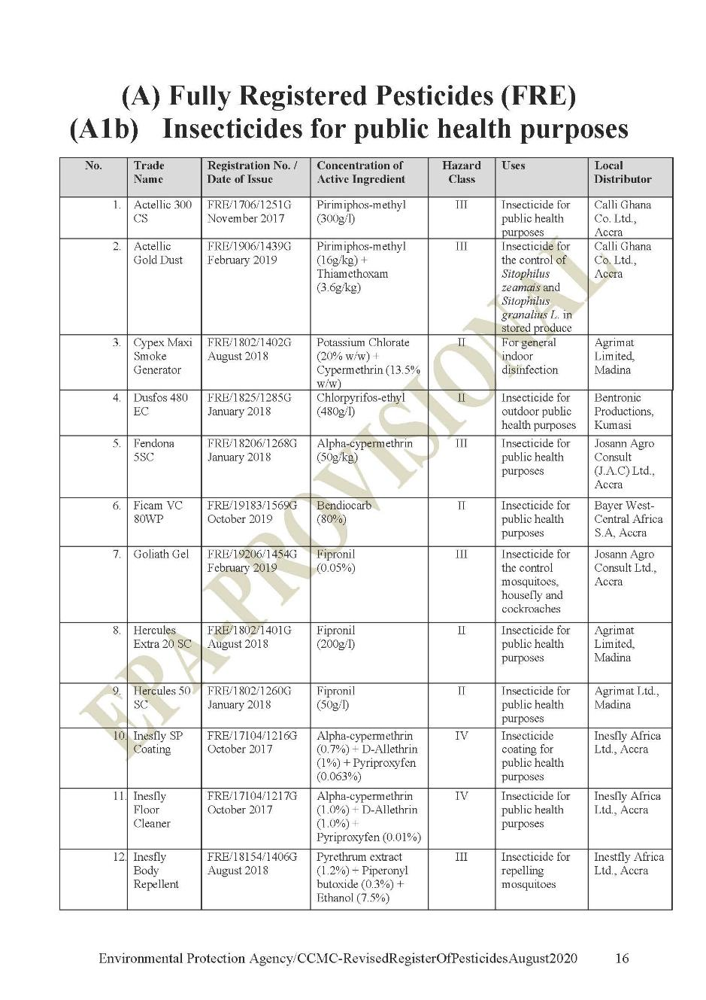 (A) Fully Registered Pesticides (FRE)
(A1b) Insecticides for public health purposes
No. Trade Registration No. / Concentration of Hazard Uses Local
Name Date of Issue Active Ingredient Class Distributor
1. Actellic 300 FRE/1706/1251G Pirimiphos-methyl III Insecticide for Calli Ghana
CS November 2017 (300g/l) public health Co. Ltd.,
purposes Accra
2. Actellic FRE/1906/1439G Pirimiphos-methyl III Insecticide for Calli Ghana
Gold Dust February 2019 (16g/kg) + the control of Co. Ltd.,
Thiamethoxam Sitophilus Accra
(3.6g/kg) zeamais and
Sitophilus
granalius L. in
stored produce
3. Cypex Maxi FRE/1802/1402G Potassium Chlorate II For general Agrimat
Smoke August 2018 (20% w/w) + indoor Limited,
Generator Cypermethrin (13.5% disinfection Madina
w/w)
4. Dusfos 480 FRE/1825/1285G Chlorpyrifos-ethyl II Insecticide for Bentronic
EC January 2018 (480g/l) outdoor public Productions,
health purposes Kumasi
5. Fendona FRE/18206/1268G Alpha-cypermethrin III Insecticide for Josann Agro
5SC January 2018 (50g/kg) public health Consult
purposes (J.A.C) Ltd.,
Accra
6. Ficam VC FRE/19183/1569G Bendiocarb II Insecticide for Bayer West-
80WP October 2019 (80%) public health Central Africa
purposes S.A, Accra
7. Goliath Gel FRE/19206/1454G Fipronil III Insecticide for Josann Agro
February 2019 (0.05%) the control Consult Ltd.,
mosquitoes, Accra
housefly and
cockroaches
8. Hercules FRE/1802/1401G Fipronil II Insecticide for Agrimat
Extra 20 SC August 2018 (200g/l) public health Limited,
purposes Madina
9. Hercules 50 FRE/1802/1260G Fipronil II Insecticide for Agrimat Ltd.,
SC January 2018 (50g/l) public health Madina
purposes
10. Inesfly SP FRE/17104/1216G Alpha-cypermethrin IV Insecticide Inesfly Africa
Coating October 2017 (0.7%) + D-Allethrin coating for Ltd., Accra
(1%) + Pyriproxyfen public health
(0.063%) purposes
11. Inesfly FRE/17104/1217G Alpha-cypermethrin IV Insecticide for Inesfly Africa
Floor October 2017 (1.0%) + D-Allethrin public health Ltd., Accra
Cleaner (1.0%) + purposes
Pyriproxyfen (0.01%)
12. Inesfly FRE/18154/1406G Pyrethrum extract III Insecticide for Inestfly Africa
Body August 2018 (1.2%) + Piperonyl repelling Ltd., Accra
Repellent butoxide (0.3%) + mosquitoes
Ethanol (7.5%)
EPA-PROVISIONAL
Environmental Protection Agency/CCMC-RevisedRegisterOfPesticidesAugust2020 16